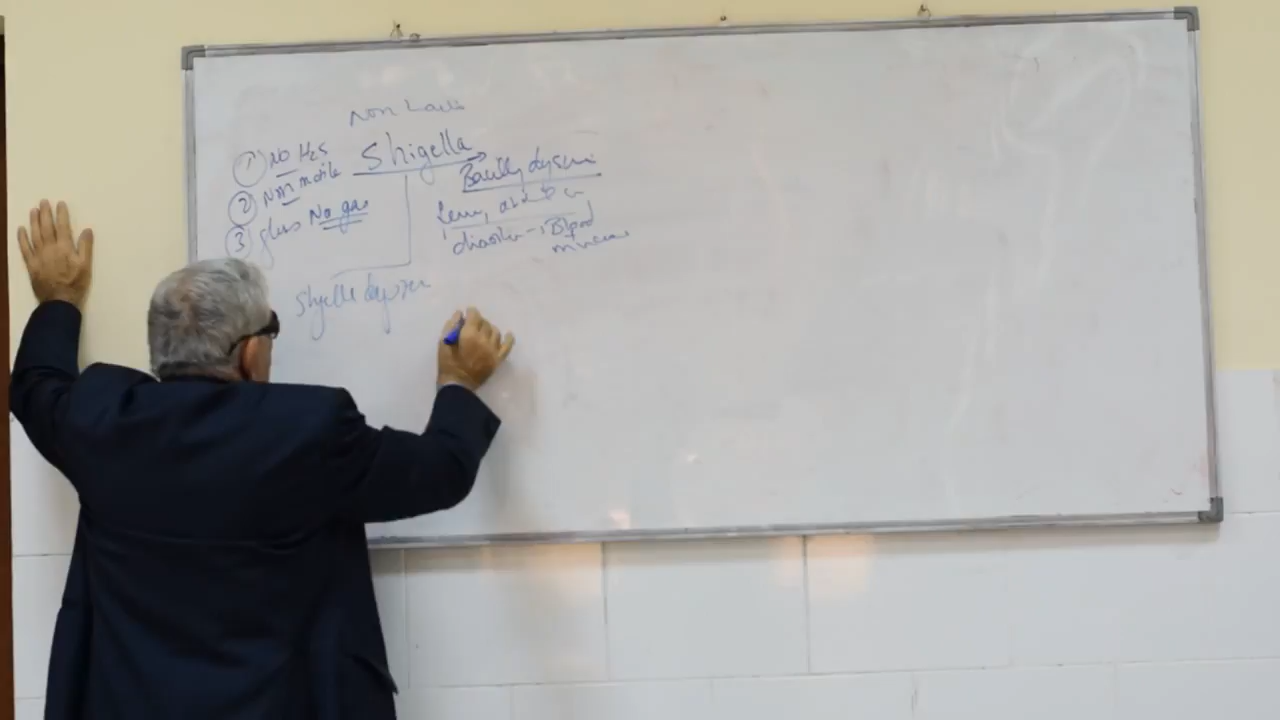 Non Lac
Shigella
① No H2S
② Non motile
③ glus No gas
Bacilly dysen
Fever, abd
diarrhea → Blood
mucus
Shigella dysen